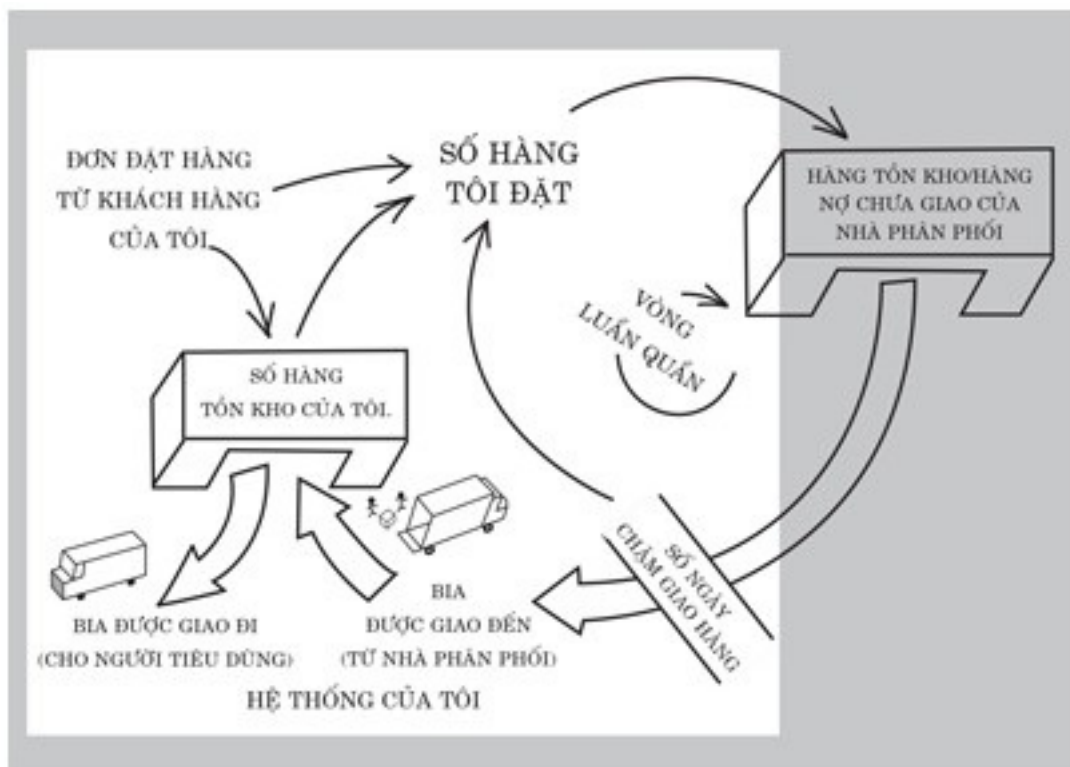 ĐƠN ĐẶT HÀNG
TỪ KHÁCH HÀNG
CỦA TÔI
SỐ HÀNG
TÔI ĐẶT
HÀNG TỒN KHO/HÀNG
NỢ CHƯA GIAO CỦA
NHÀ PHÂN PHỐI
VÒNG
LUẨN QUẨN
SỐ HÀNG
TỒN KHO CỦA TÔI.
SỐ NGÀY
CHẬM GIAO HÀNG
BIA
ĐƯỢC GIAO ĐẾN
(TỪ NHÀ PHÂN PHỐI)
BIA ĐƯỢC GIAO ĐI
(CHO NGƯỜI TIÊU DÙNG)
HỆ THỐNG CỦA TÔI